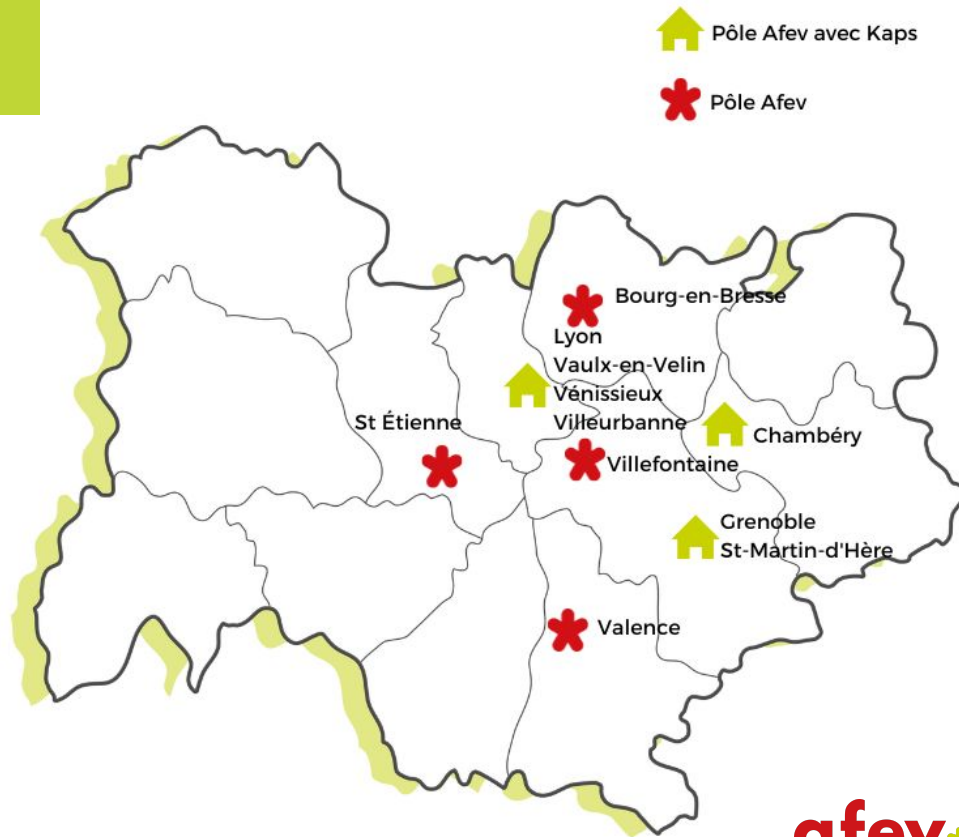 Pôle Afev avec Kaps
Pôle Afev
Bourg-en-Bresse
Lyon
Vaulx-en-Velin
Vénissieux
Villeurbanne
St Étienne
Chambéry
Villefontaine
Grenoble
St-Martin-d'Hère
Valence
afev